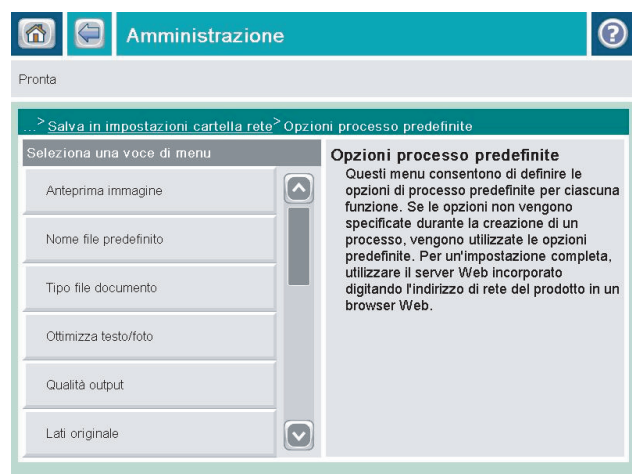 Amministrazione
?
Pronta
...> Salva in impostazioni cartella rete> Opzioni processo predefinite
Seleziona una voce di menu
Anteprima immagine
Nome file predefinito
Tipo file documento
Ottimizza testo/foto
Qualità output
Lati originale
Opzioni processo predefinite
Questi menu consentono di definire le
opzioni di processo predefinite per ciascuna
funzione. Se le opzioni non vengono
specificate durante la creazione di un
processo, vengono utilizzate le opzioni
predefinite. Per un'impostazione completa,
utilizzare il server Web incorporato
digitando l'indirizzo di rete del prodotto in un
browser Web.